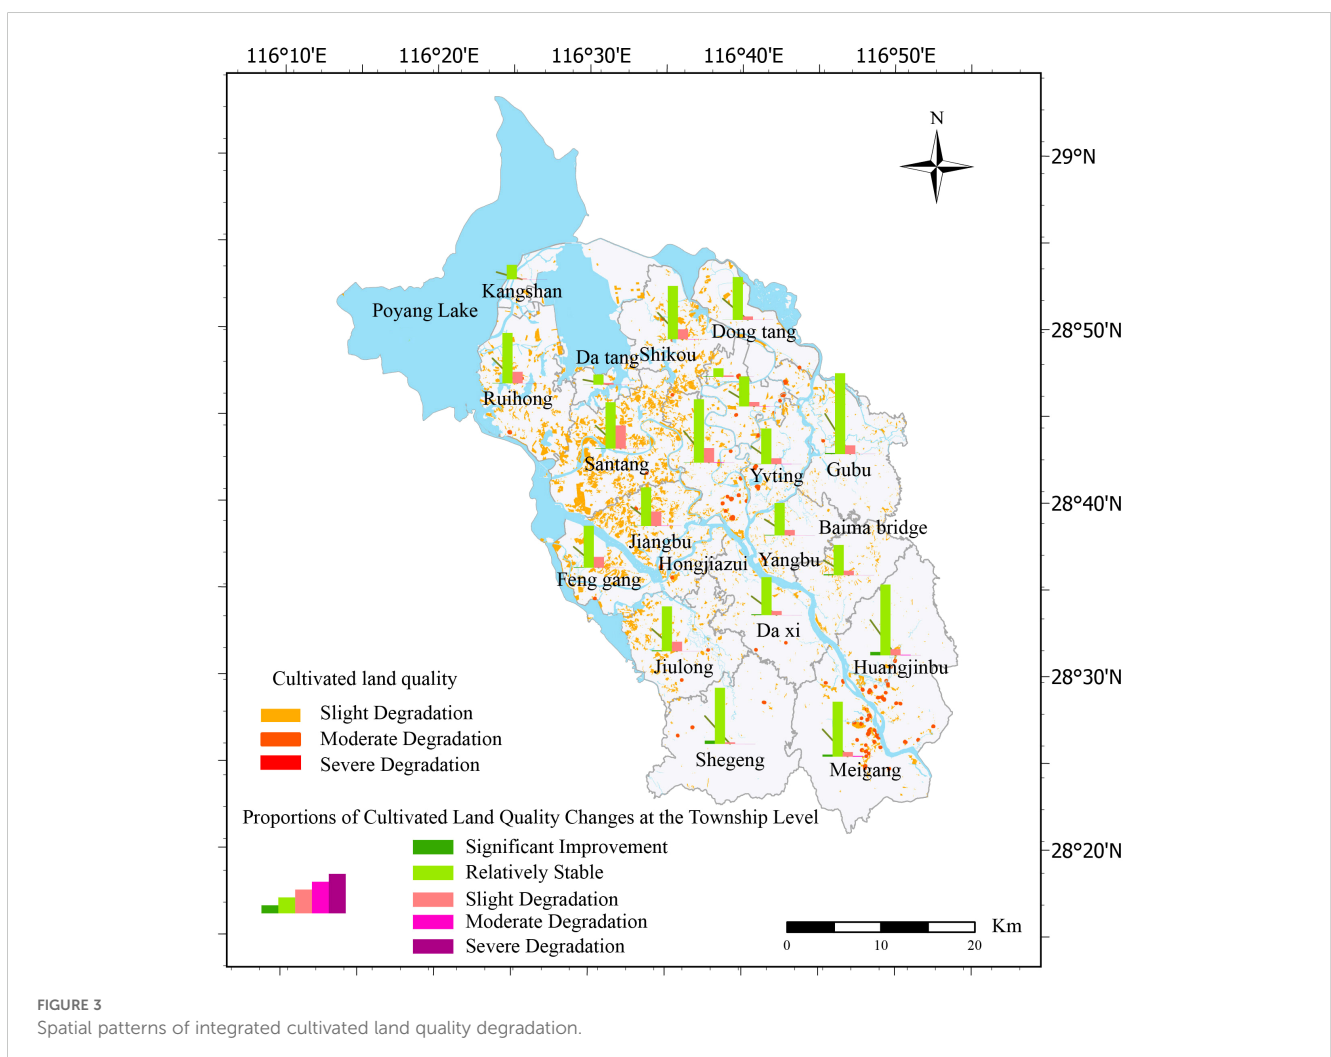 116°10'E 116°20'E 116°30'E 116°40'E 116°50'E
N
29°N
Kangshan
Poyang Lake
28°50'N
Dong tang
Da tang Shikou
Ruihong
Santang
Yvting
Gubu
28°40'N
Baima bridge
Jiangbu
Hongjiazui
Yangbu
Feng gang
Da xi
Jiulong
Huangjinbu
28°30'N
Cultivated land quality
Slight Degradation
Moderate Degradation
Severe Degradation
Shegeng
Meigang
Proportions of Cultivated Land Quality Changes at the Township Level
Significant Improvement
28°20'N
Relatively Stable
Slight Degradation
Moderate Degradation
Severe Degradation
Km
0 10 20
FIGURE 3
Spatial patterns of integrated cultivated land quality degradation.